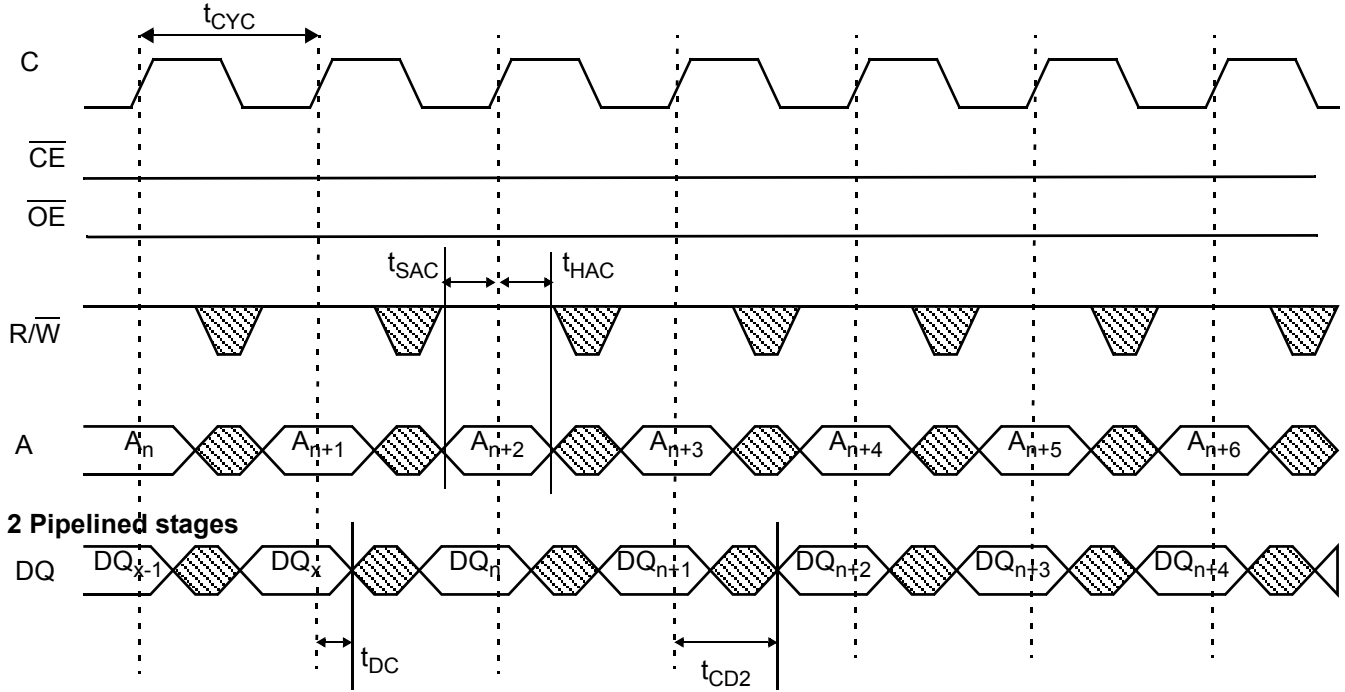 tCYC
C
CE
OE
tSAC
tHAC
R/W
A
An
An+1
An+2
An+3
An+4
An+5
An+6
2 Pipelined stages
DQ
DQx-1
DQx
DQn
DQn+1
DQn+2
DQn+3
DQn+4
tDC
tCD2